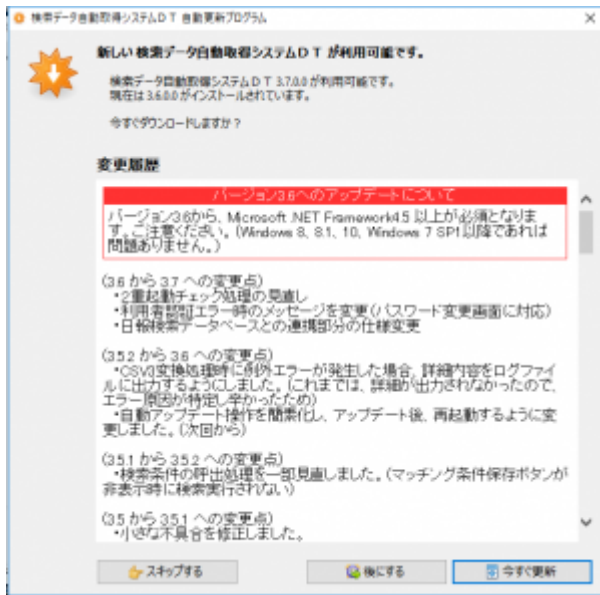 検索データ自動取得システムＤＴ 自動更新プログラム
新しい 検索データ自動取得システムＤＴ が利用可能です。
検索データ自動取得システムＤＴ 3.7.0.0 が利用可能です。
現在は 3.6.0.0 がインストールされています。
今すぐダウンロードしますか？
変更履歴
バージョン3.6へのアップデートについて
バージョン3.6から、Microsoft .NET Framework4.5 以上が必須となりま
す。ご注意ください。（Windows 8、8.1、10、Windows 7 SP1以降であれば
問題ありません。）
(3.6 から 3.7 への変更点)
・2重起動チェック処理の見直し
・利用者認証エラー時のメッセージを変更（パスワード変更画面に対応）
・日報検索データベースとの連携部分の仕様変更
(3.5.2 から 3.6 への変更点)
・CSV変換処理時に例外エラーが発生した場合、詳細内容をログファイ
ルに出力するようにしました。（これまでは、詳細が出力されなかったので、
エラー原因が特定し辛かったため）
・自動アップデート操作を簡素化し、アップデート後、再起動するように変
更しました。（次回から）
(3.5.1 から 3.5.2 への変更点)
・検索条件の呼出処理を一部見直しました。（マッチング条件保存ボタンが
非表示時に検索実行されない）
(3.5 から 3.5.1 への変更点)
・小さな不具合を修正しました。
スキップする
後にする
今すぐ更新